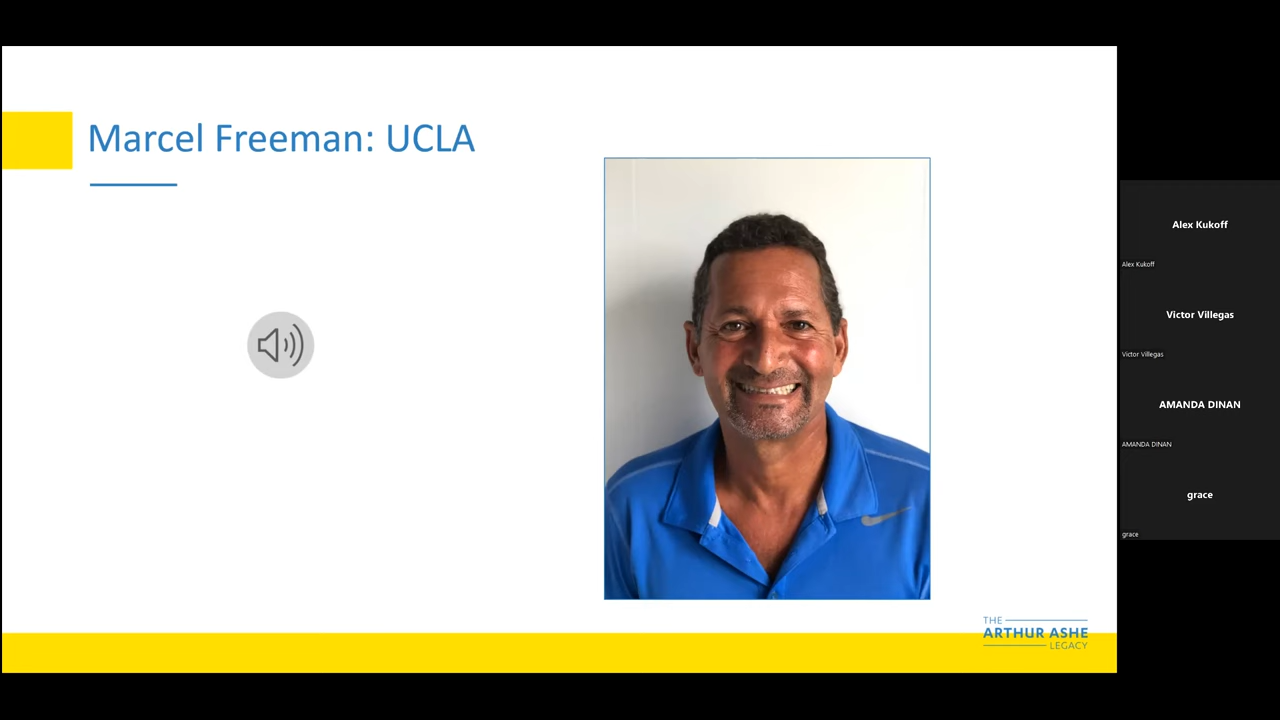 Marcel Freeman: UCLA
THE
ARTHUR ASHE
LEGACY
Alex Kukoff
Alex Kukoff
Victor Villegas
Victor Villegas
AMANDA DINAN
AMANDA DINAN
grace
grace